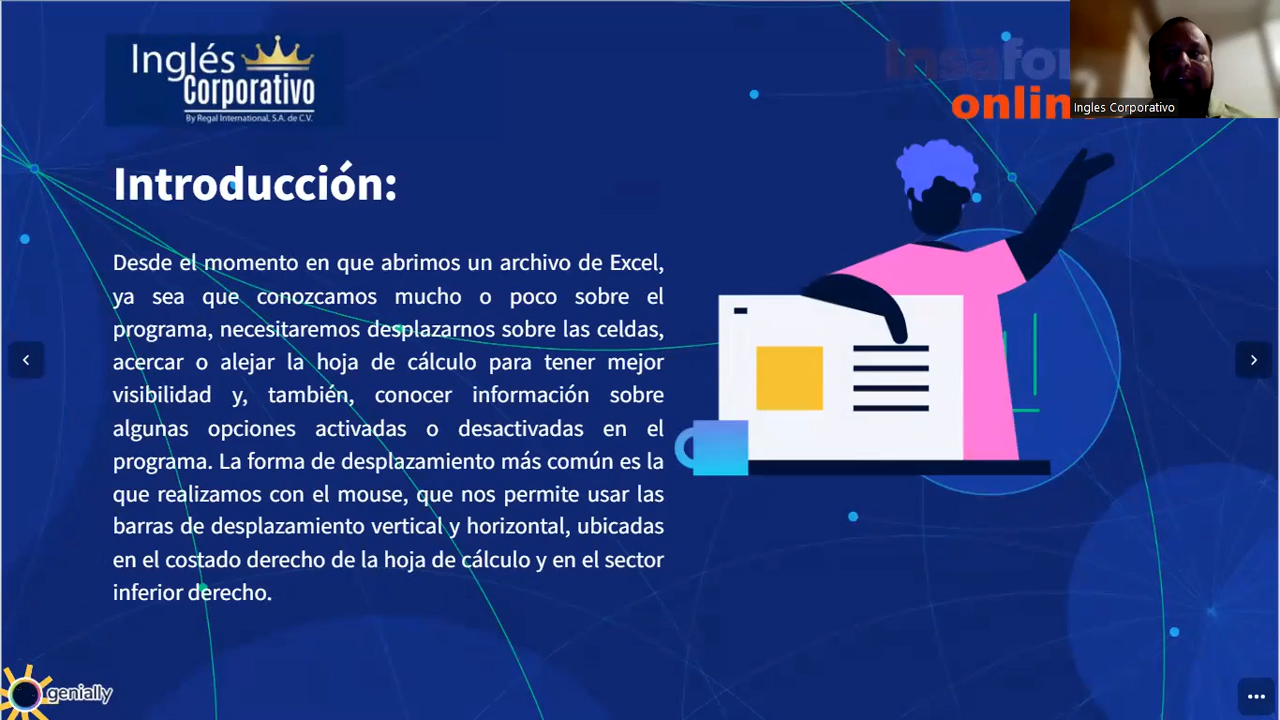 Inglés
Corporativo
By Regal International, S.A. de C.V.
Insafor
online
Ingles Corporativo
Introducción:
Desde el momento en que abrimos un archivo de Excel,
ya sea que conozcamos mucho o poco sobre el
programa, necesitaremos desplazarnos sobre las celdas,
acercar o alejar la hoja de cálculo para tener mejor
visibilidad y, también, conocer información sobre
algunas opciones activadas o desactivadas en el
programa. La forma de desplazamiento más común es la
que realizamos con el mouse, que nos permite usar las
barras de desplazamiento vertical y horizontal, ubicadas
en el costado derecho de la hoja de cálculo y en el sector
inferior derecho.
genially